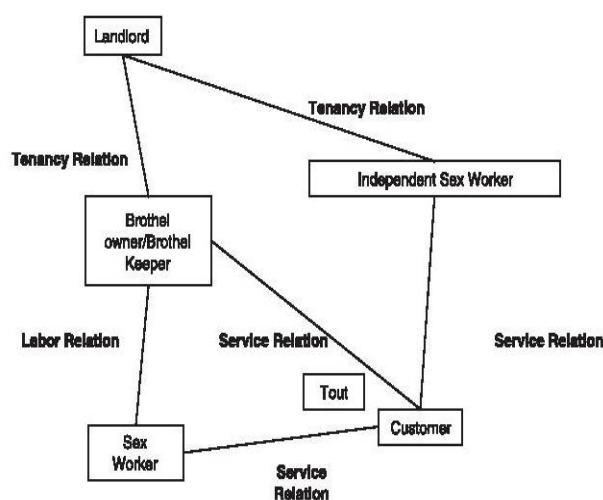 Landlord
Tenancy Relation
Tenancy Relation
Independent Sex Worker
Brothel
owner/Brothel
Keeper
Labor Relation
Service Relation
Service Relation
Tout
Customer
Sex
Worker
Service
Relation